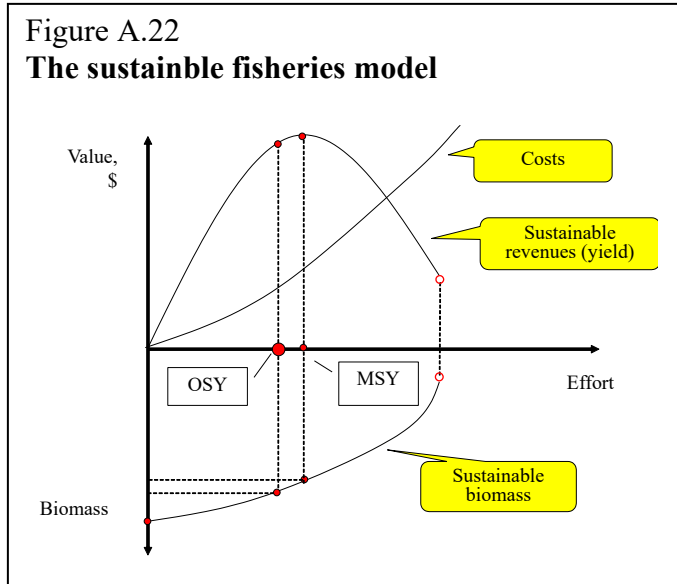 Figure A.22
The sustainble fisheries model
Value,
$
Costs
Sustainable
revenues (yield)
OSY
MSY
Effort
Biomass
Sustainable
biomass